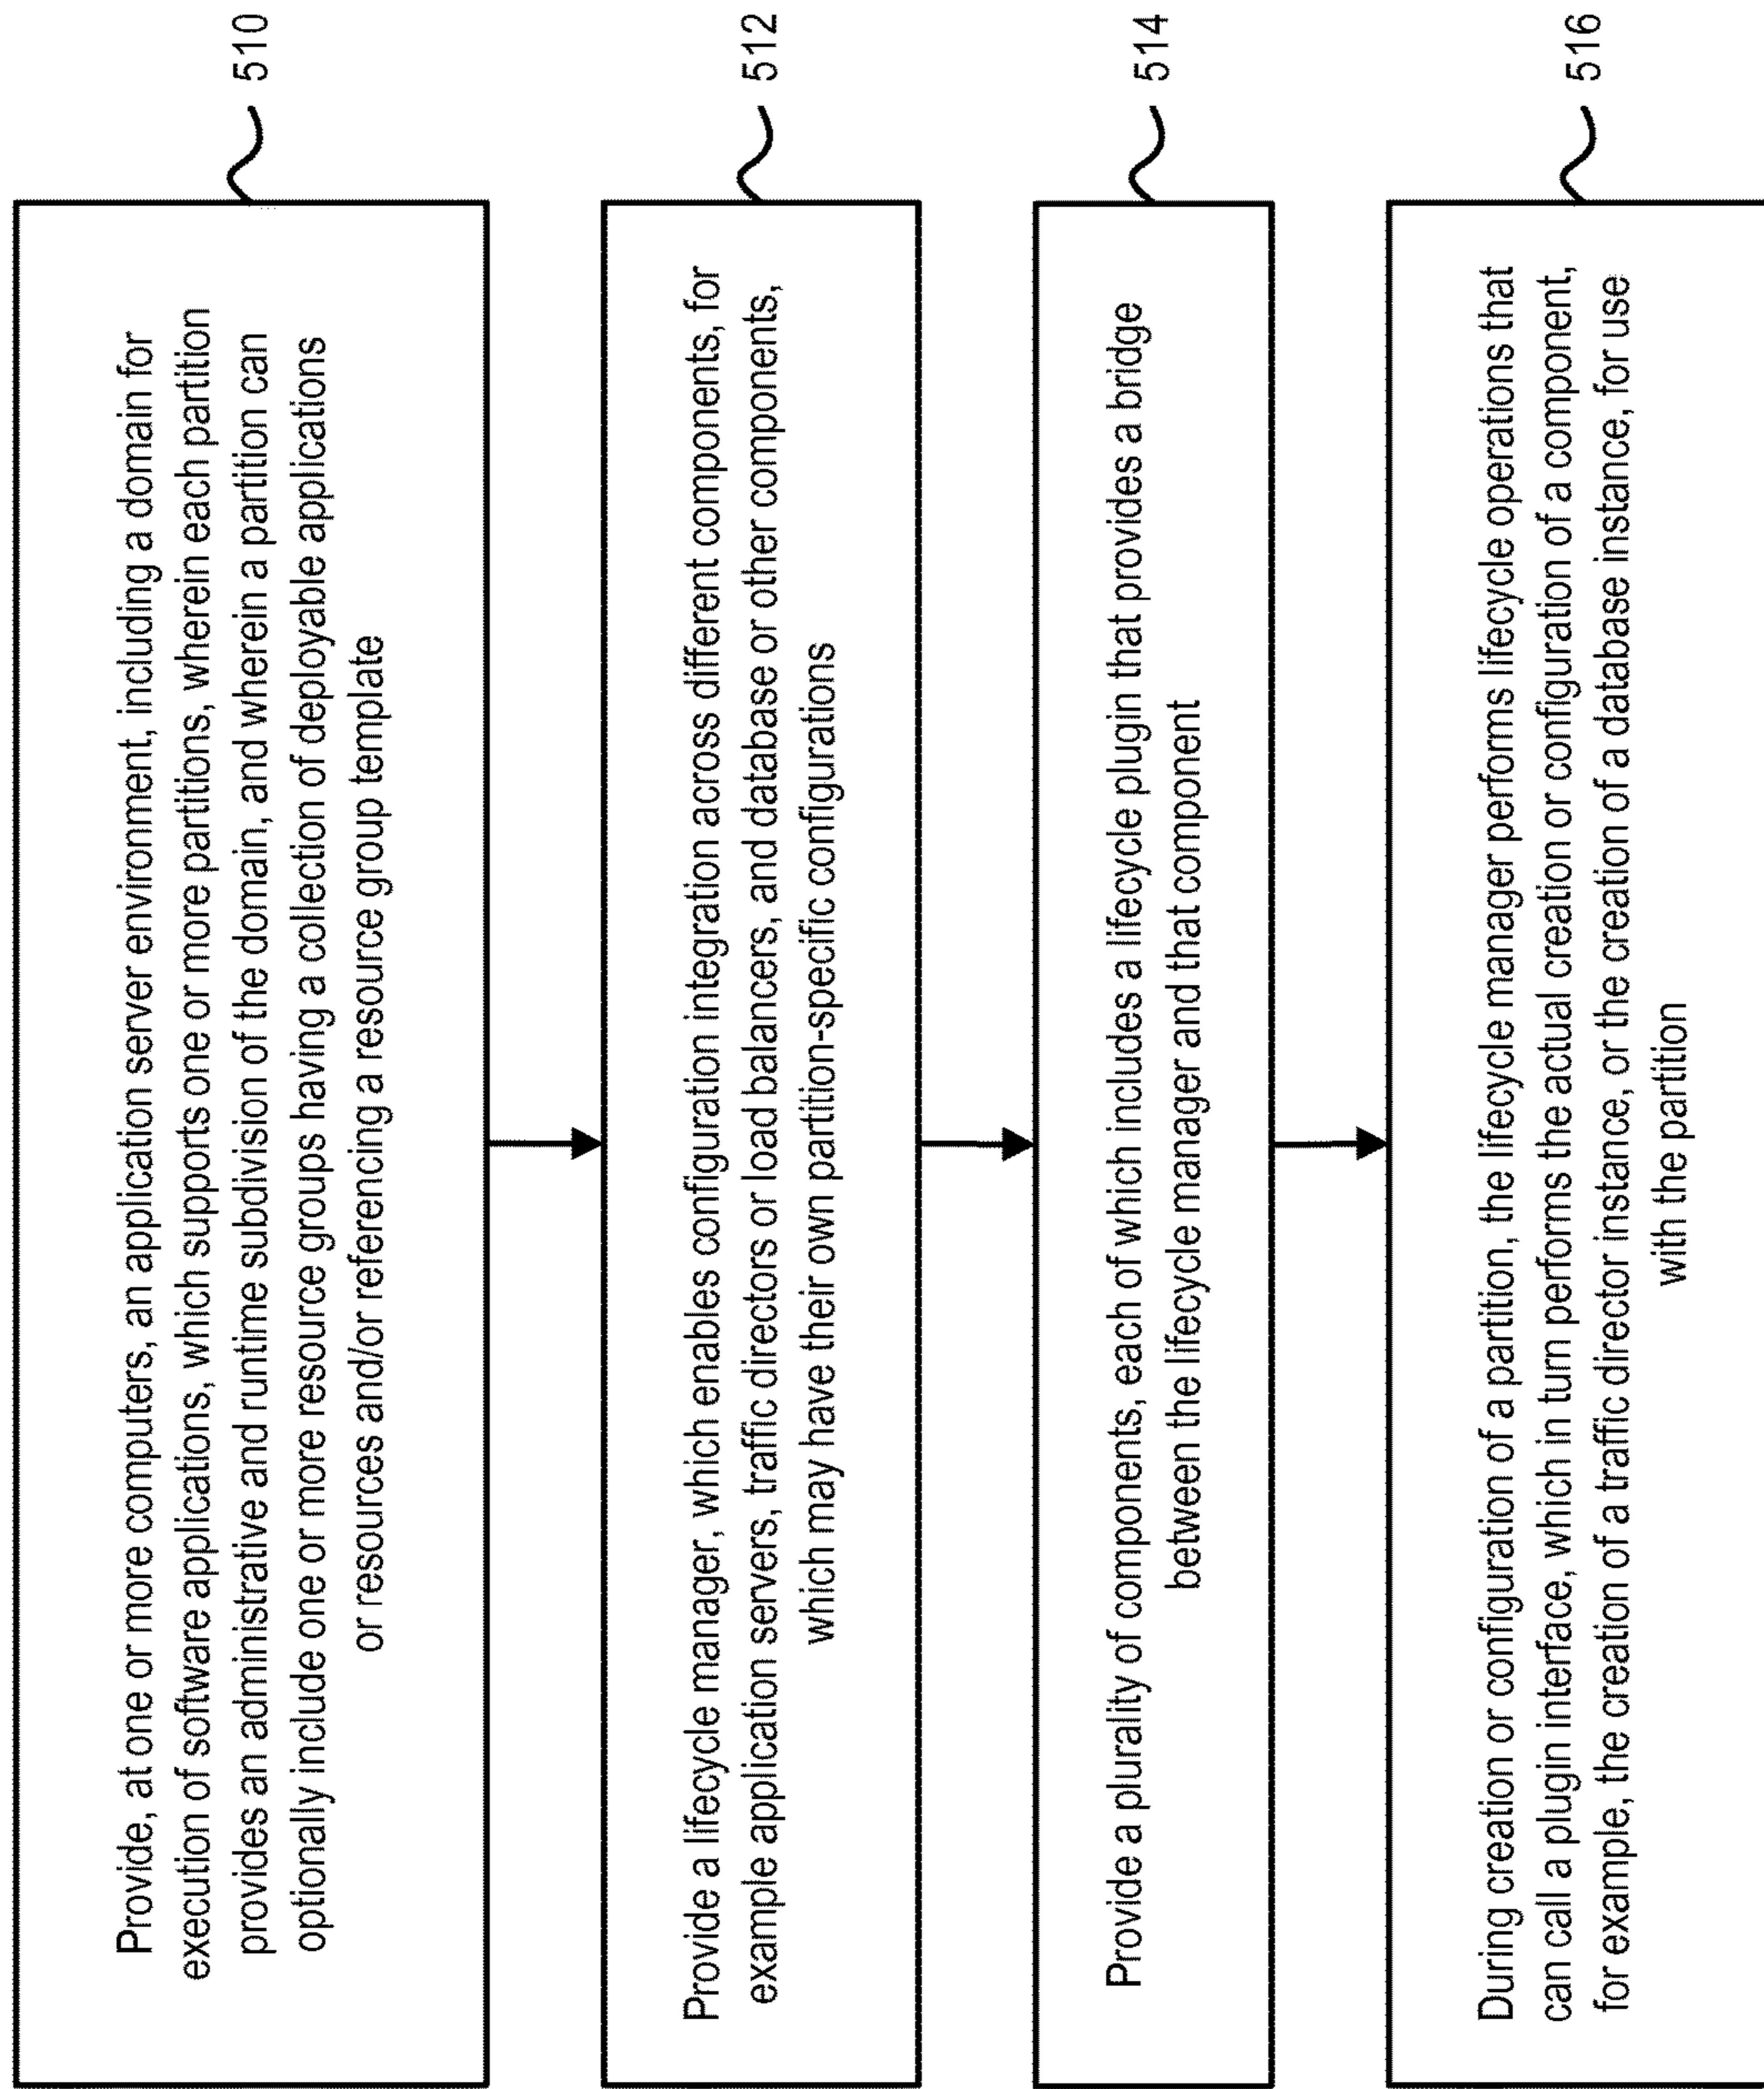 Provide, at one or more computers, an application server environment, including a domain for
execution of software applications, which supports one or more partitions, wherein each partition
provides an administrative and runtime subdivision of the domain, and wherein a partition can
optionally include one or more resource groups having a collection of deployable applications
or resources and/or referencing a resource group template
510
Provide a lifecycle manager, which enables configuration integration across different components, for
example application servers, traffic directors or load balancers, and database or other components,
which may have their own partition-specific configurations
512
Provide a plurality of components, each of which includes a lifecycle plugin that provides a bridge
between the lifecycle manager and that component
514
During creation or configuration of a partition, the lifecycle manager performs lifecycle operations that
can call a plugin interface, which in turn performs the actual creation or configuration of a component,
for example, the creation of a traffic director instance, or the creation of a database instance, for use
with the partition
516